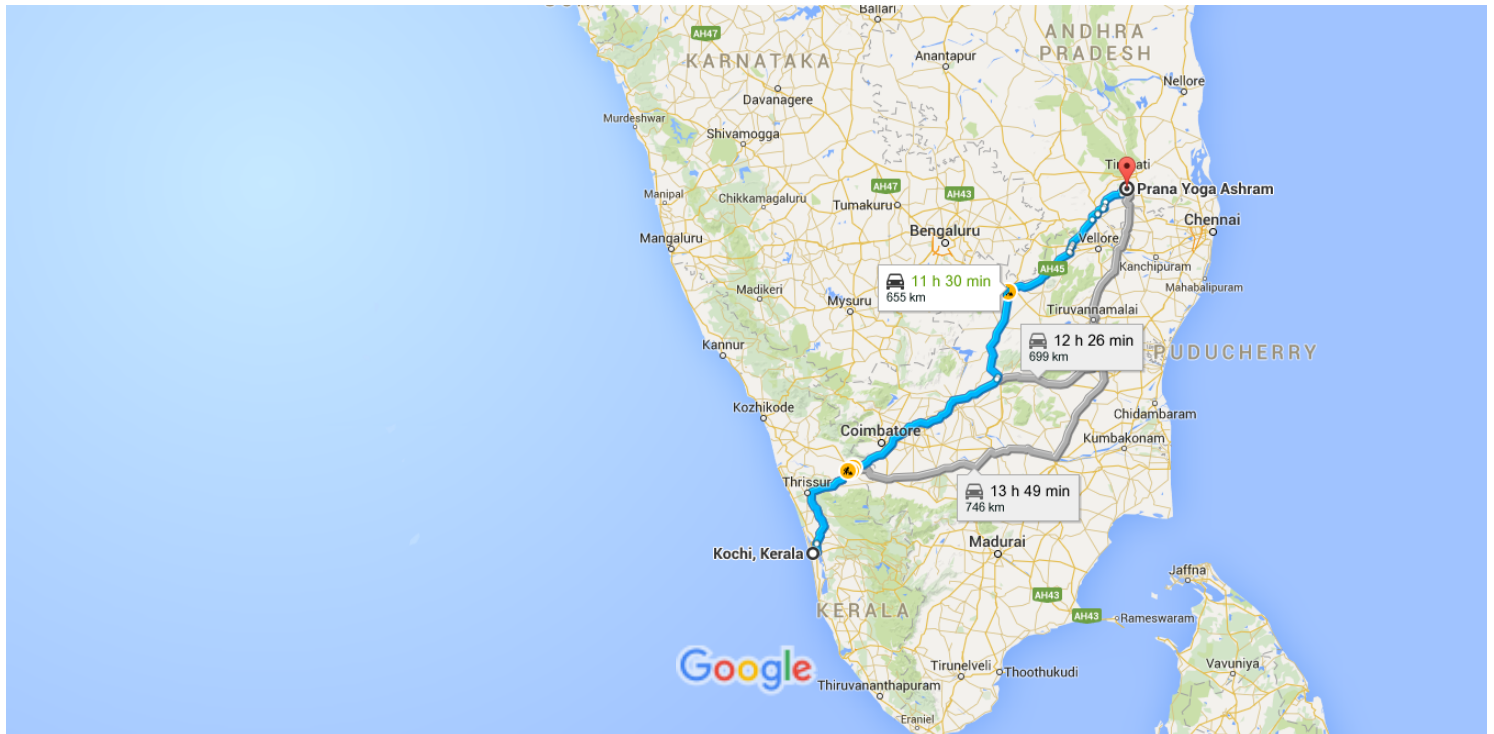 Ballari
ANDHRA
PRADESH
AH47
KARNATAKA
Anantapur
Nellore
Davanagere
Murdeshwar
Shivamogga
AH47
AH43
Manipal
Chikkamagaluru
Tumakuru
Prana Yoga Ashram
Chennai
Bengaluru
Mangaluru
Vellore
Kanchipuram
AH45
11 h 30 min
655 km
Mahabalipuram
Madikeri
Mysuru
Tiruvannamalai
Kannur
12 h 26 min
699 km
PUDUCHERRY
Kozhikode
Chidambaram
Coimbatore
Kumbakonam
Thrissur
13 h 49 min
746 km
Madurai
Kochi, Kerala
Jaffna
AH43
KERALA
AH43
Rameswaram
Google
Tirunelveli
Thoothukudi
Vavuniya
Thiruvananthapuram
Eraniel